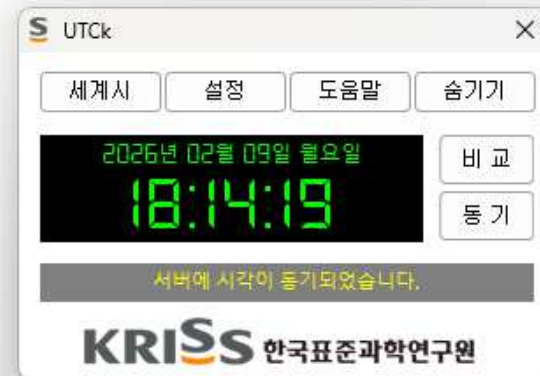 UTCk
세계시 설정 도움말 숨기기
2026년 02월 09일 월요일
비 교
18:14:19
동 기
서버에 시각이 동기되었습니다.
KRISS 한국표준과학연구원